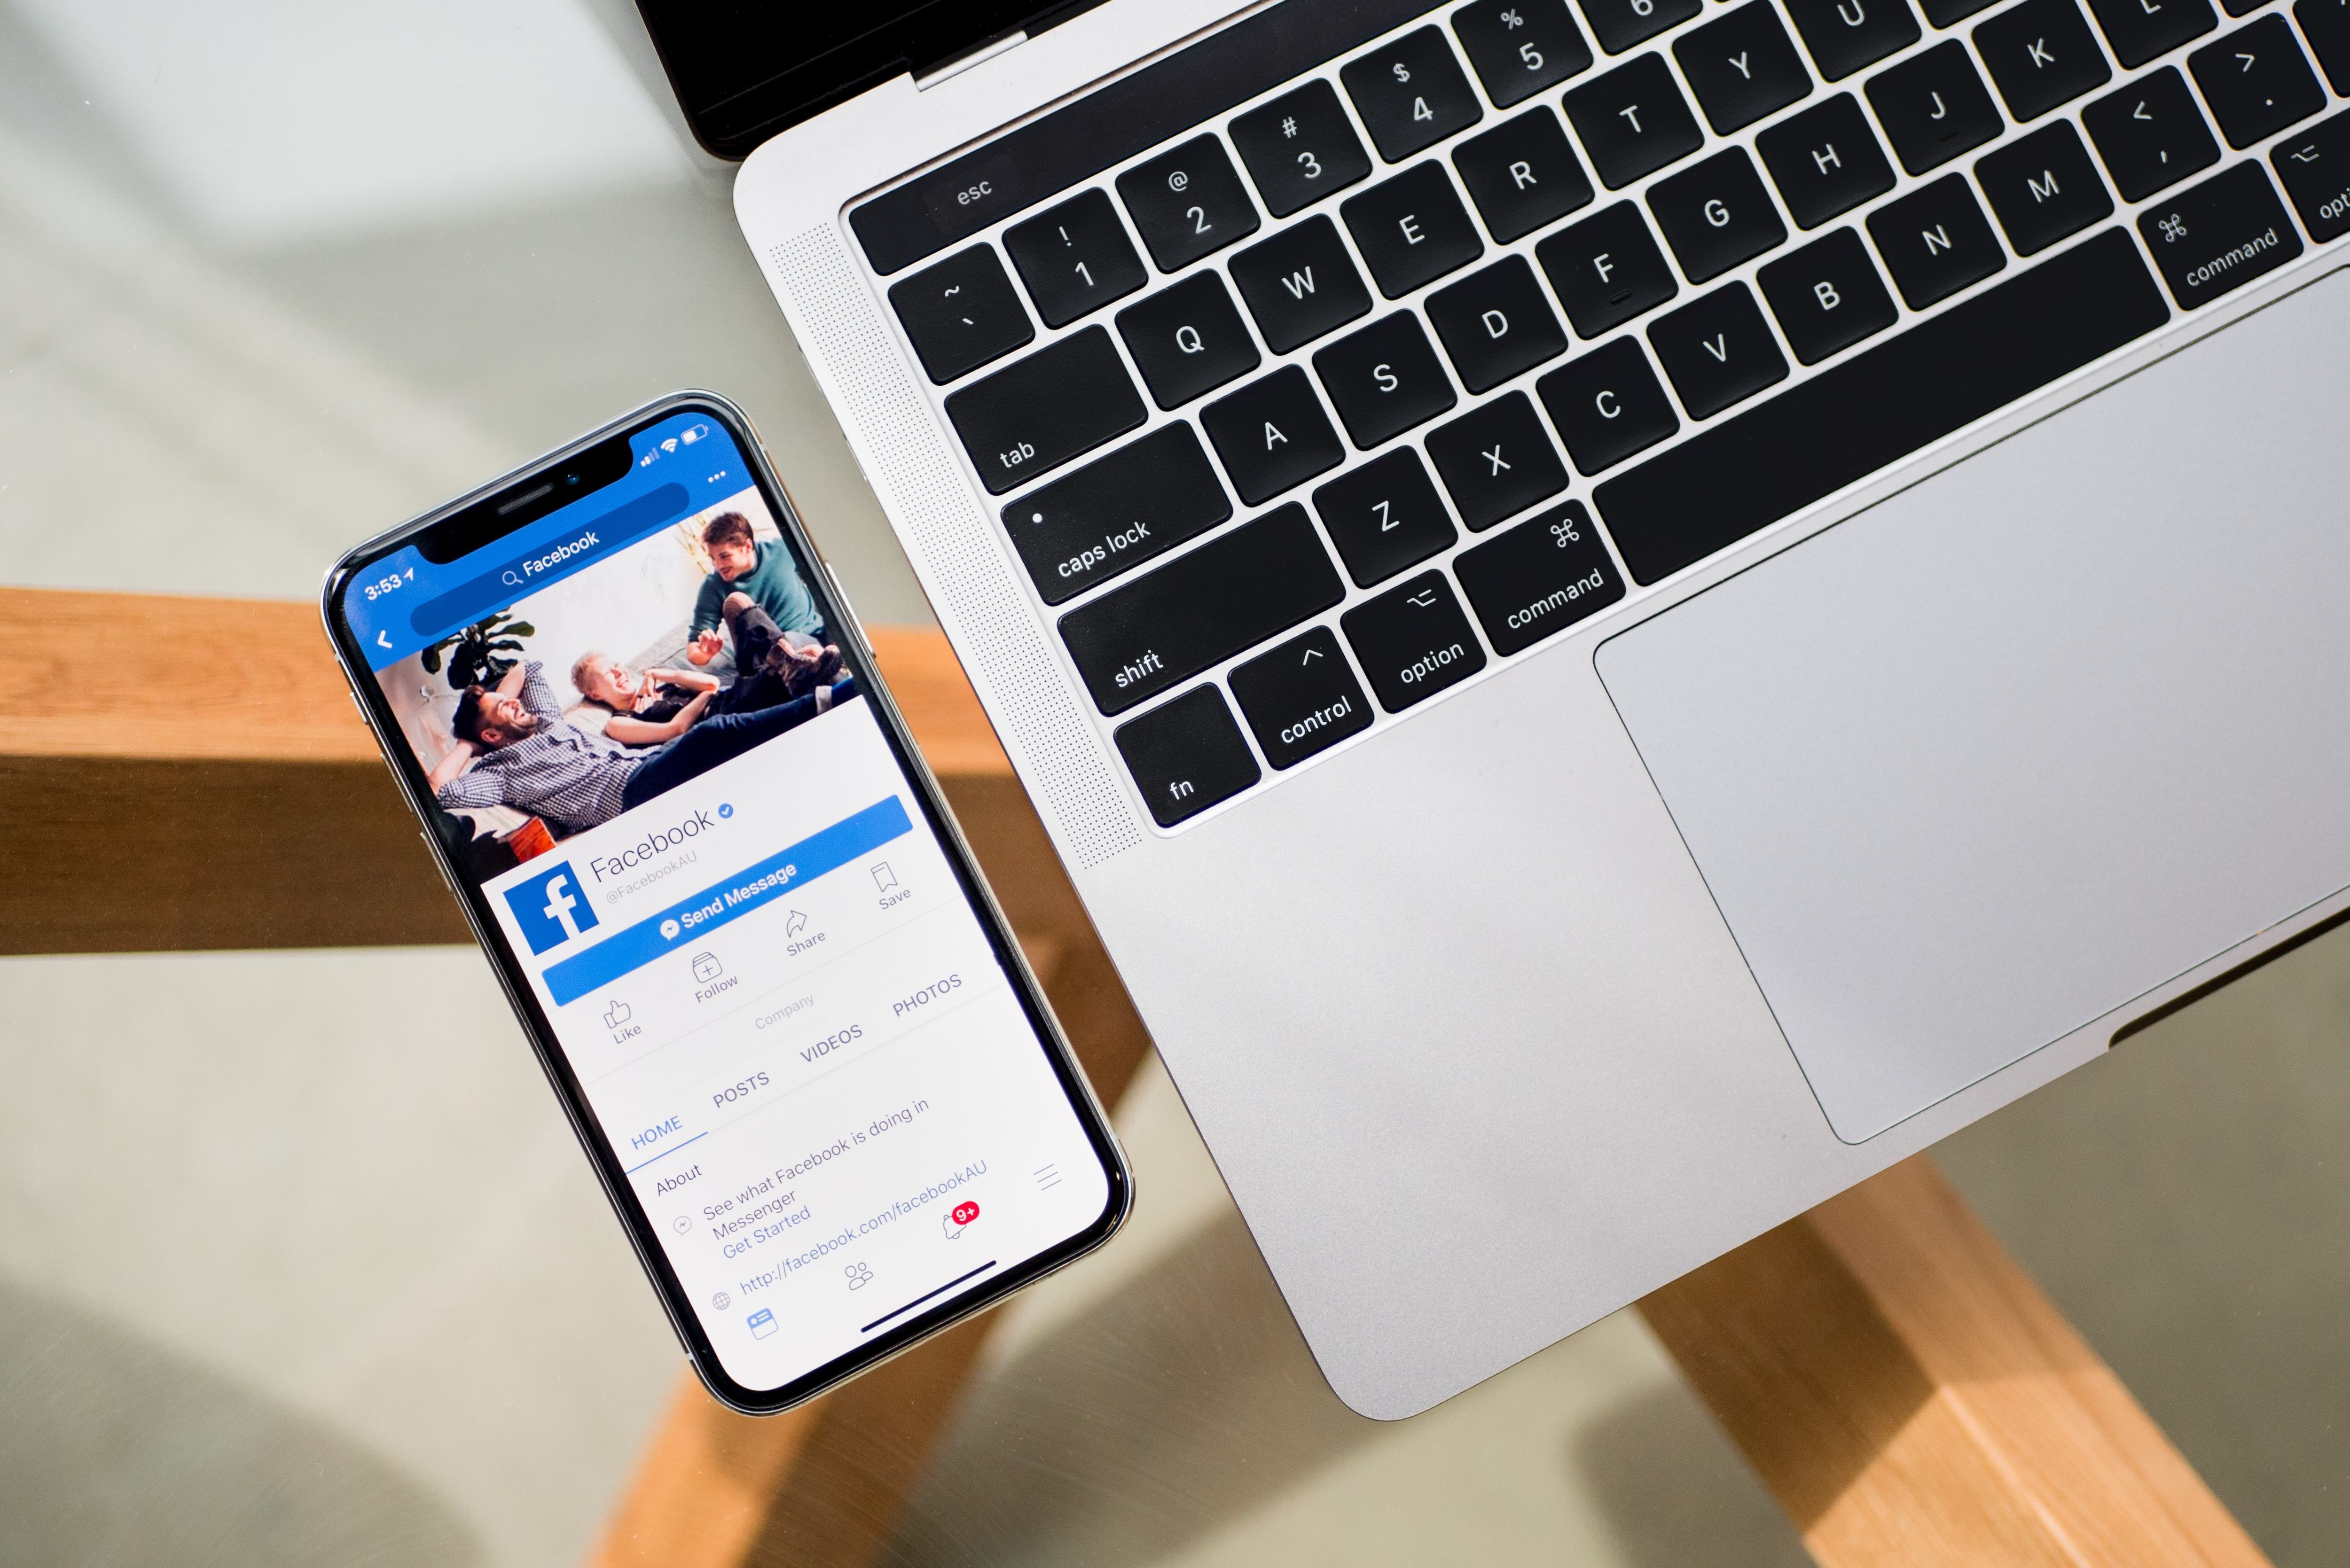 3:53
Facebook
Facebook
@FacebookAU
Send Message
Like
Follow
Share
Save
Company
HOME
POSTS
VIDEOS
PHOTOS
About
See what Facebook is doing in
Messenger
Get Started
http://facebook.com/facebookAU
9+
esc
~ ! @ # $ %
` 1 2 3 4 5 6
tab Q W E R T Y U
caps lock A S D F G H J K L
shift Z X C V B N M < , > .
fn control option command command opti